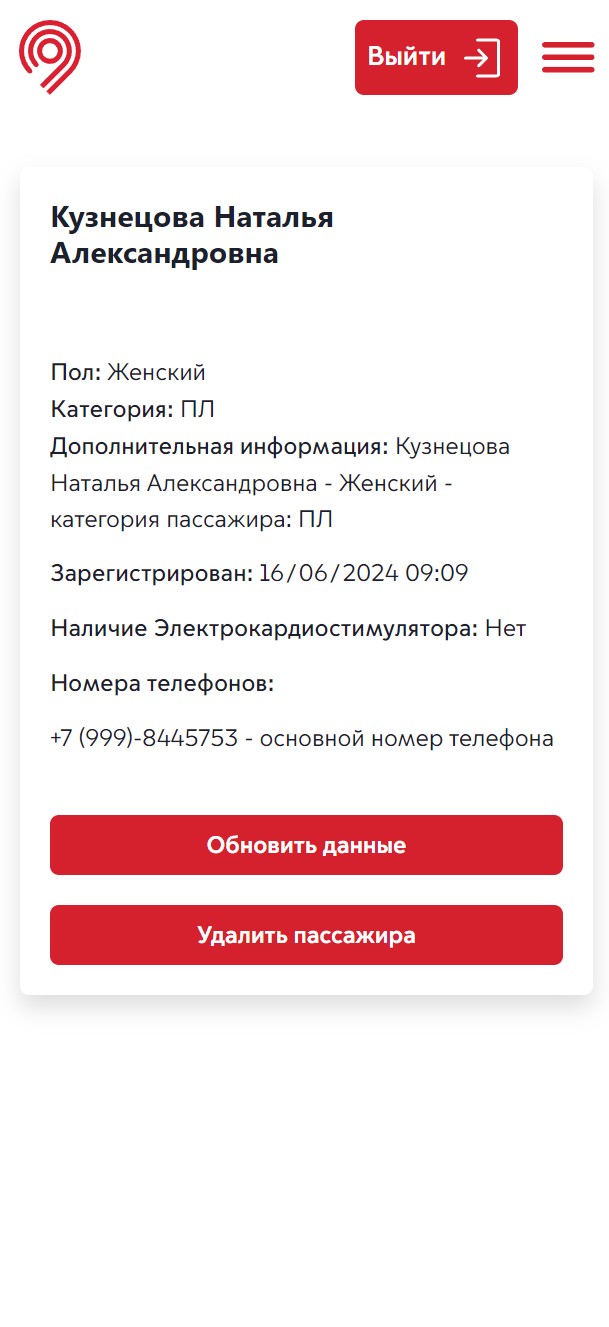 Выйти
Кузнецова Наталья
Александровна
Пол: Женский
Категория: ПЛ
Дополнительная информация: Кузнецова
Наталья Александровна - Женский -
категория пассажира: ПЛ
Зарегистрирован: 16/06/2024 09:09
Наличие Электрокардиостимулятора: Нет
Номера телефонов:
+7 (999)-8445753 - основной номер телефона
Обновить данные
Удалить пассажира